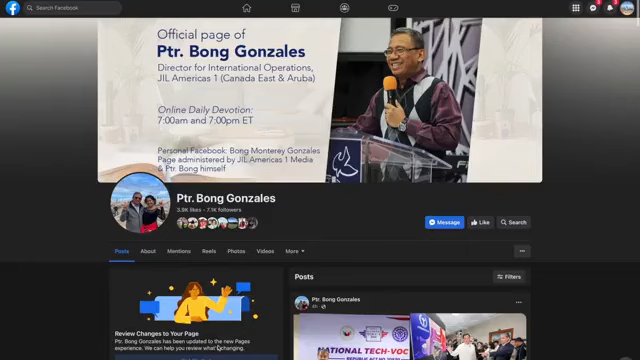 Search Facebook
Official page of
Ptr. Bong Gonzales
Director for International Operations,
JIL Americas 1 (Canada East & Aruba)
Online Daily Devotion:
7:00am and 7:00pm ET
Personal Facebook: Bong Monterey Gonzales
Page administered by JIL Americas 1 Media
& Ptr. Bong himself
Ptr. Bong Gonzales
3.9K likes • 7.1K followers
Message
Like
Search
Posts
About
Mentions
Reels
Photos
Videos
More
Posts
Filters
Ptr. Bong Gonzales
Review Changes to Your Page
Ptr. Bong Gonzales has been updated to the new Pages
experience. We can help you review what's changing.
NATIONAL TECH-VOC